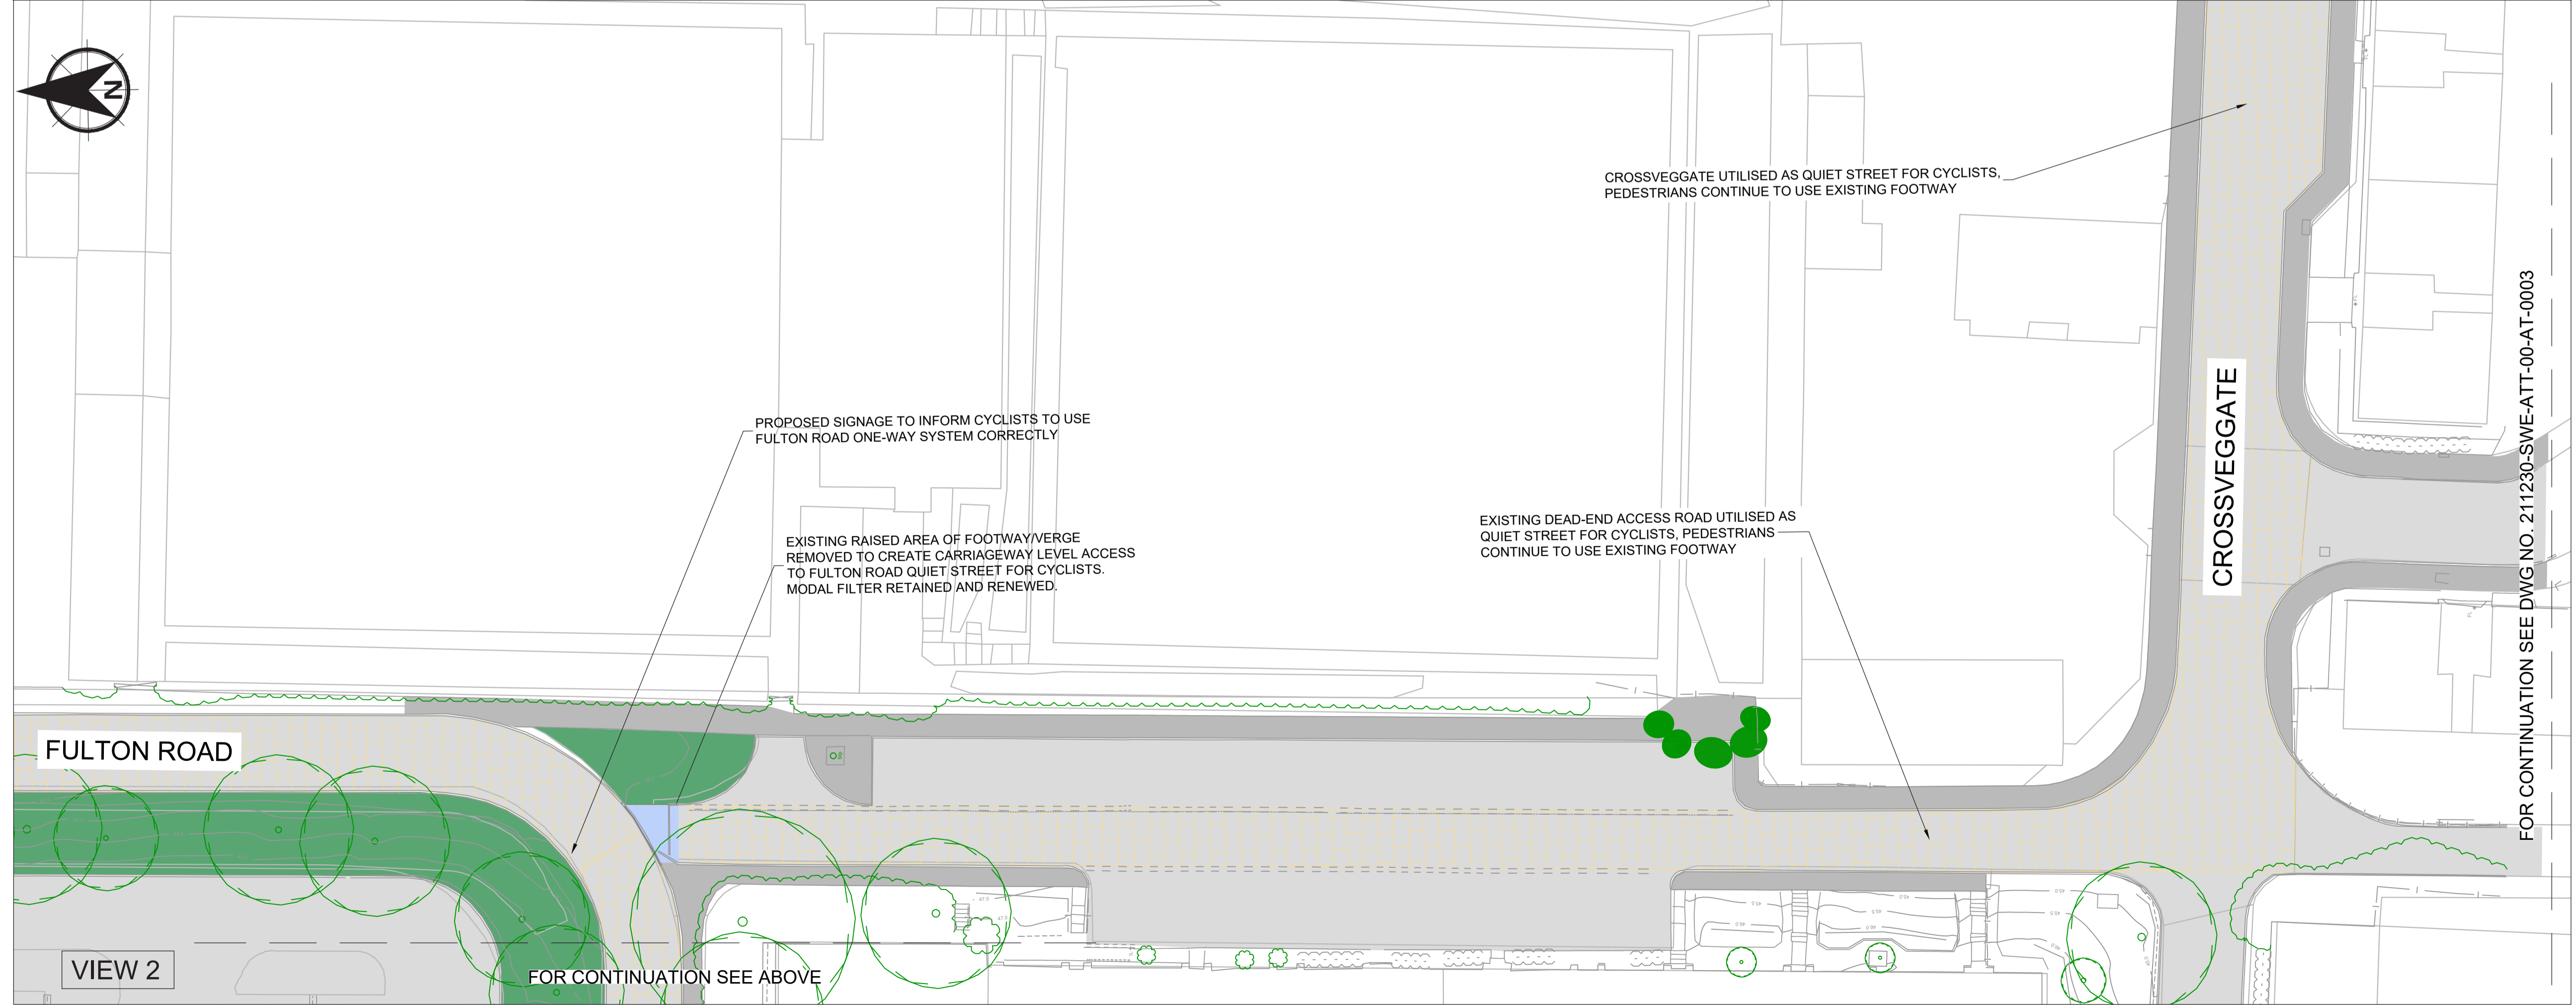 N
CROSSVEGGATE UTILISED AS QUIET STREET FOR CYCLISTS,
PEDESTRIANS CONTINUE TO USE EXISTING FOOTWAY
PROPOSED SIGNAGE TO INFORM CYCLISTS TO USE
FULTON ROAD ONE-WAY SYSTEM CORRECTLY
EXISTING RAISED AREA OF FOOTWAY/VERGE
REMOVED TO CREATE CARRIAGEWAY LEVEL ACCESS
TO FULTON ROAD QUIET STREET FOR CYCLISTS.
MODAL FILTER RETAINED AND RENEWED.
EXISTING DEAD-END ACCESS ROAD UTILISED AS
QUIET STREET FOR CYCLISTS, PEDESTRIANS
CONTINUE TO USE EXISTING FOOTWAY
CROSSVEGGATE
FOR CONTINUATION SEE DWG NO. 211230-SWE-ATT-00-AT-0003
FULTON ROAD
VIEW 2
FOR CONTINUATION SEE ABOVE